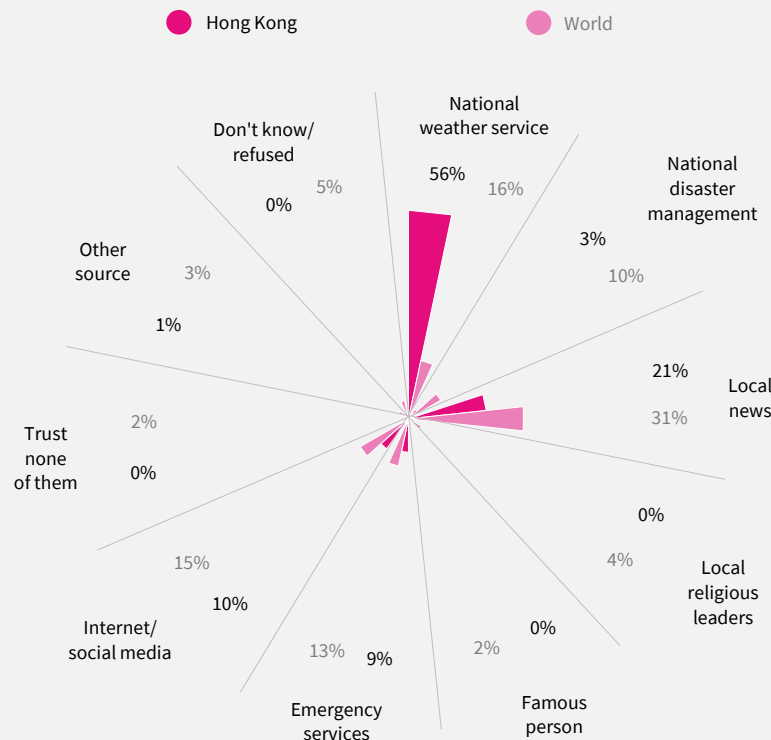 Hong Kong
World
National
weather service
56%
16%
National
disaster
management
3%
10%
Local
news
21%
31%
Local
religious
leaders
0%
4%
Famous
person
0%
2%
Emergency
services
9%
13%
Internet/
social media
10%
15%
Trust
none
of them
0%
2%
Other
source
1%
3%
Don't know/
refused
0%
5%